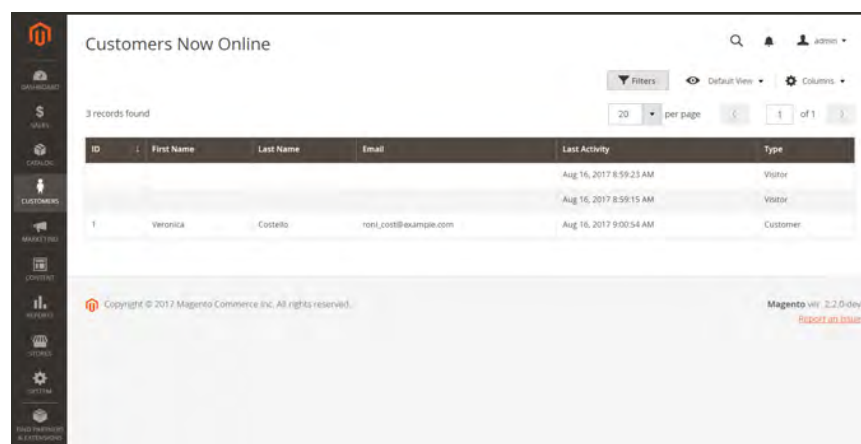 Customers Now Online
admin
DASHBOARD
SALES
CATALOG
CUSTOMERS
MARKETING
CONTENT
REPORTS
STORES
SYSTEM
FIND PARTNERS
& EXTENSIONS
Filters Default View Columns
3 records found 20 per page 1 of 1
ID First Name Last Name Email Last Activity Type
Aug 16, 2017 8:59:23 AM Visitor
Aug 16, 2017 8:59:15 AM Visitor
1 Veronica Costello roni_cost@example.com Aug 16, 2017 9:00:54 AM Customer
Copyright © 2017 Magento Commerce Inc. All rights reserved. Magento ver. 2.2.0-dev
Report an Issue